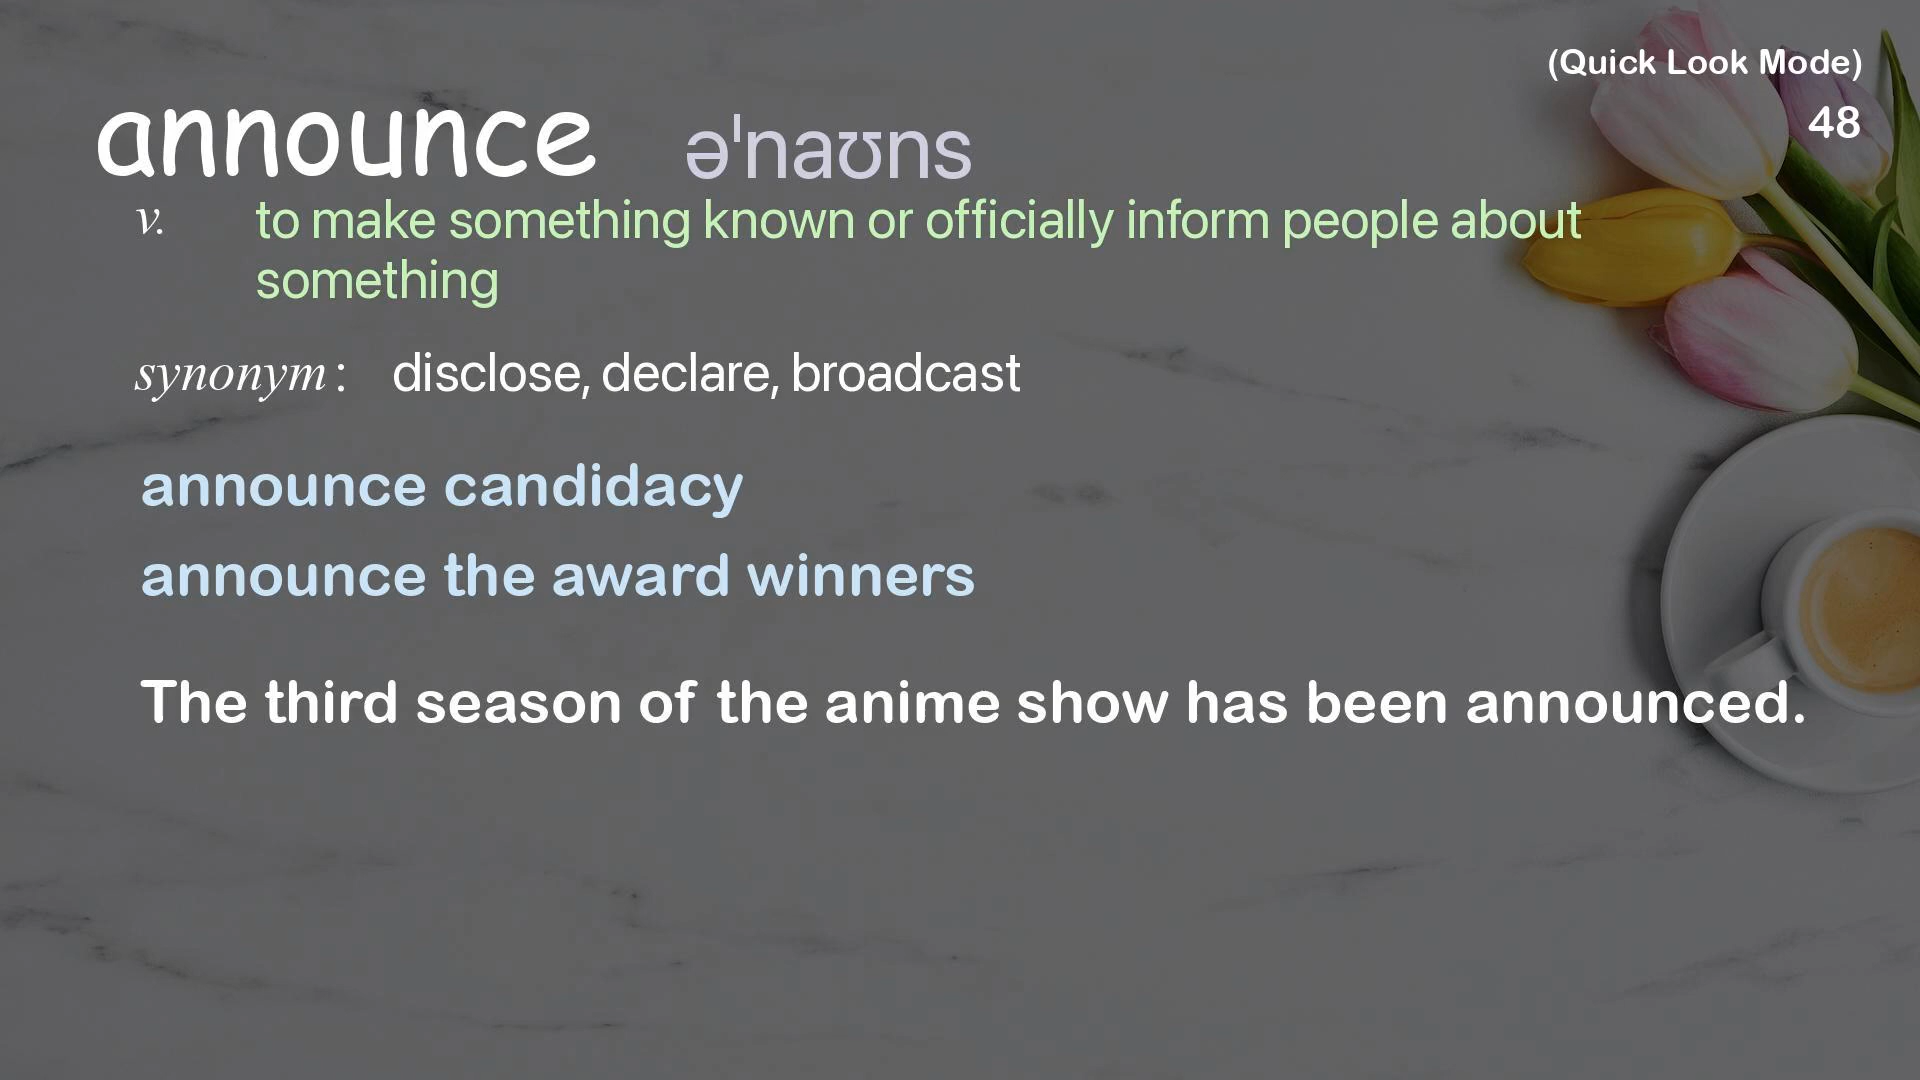 (Quick Look Mode)
48
announce əˈnaʊns
v. to make something known or officially inform people about
something
synonym : disclose, declare, broadcast
announce candidacy
announce the award winners
The third season of the anime show has been announced.